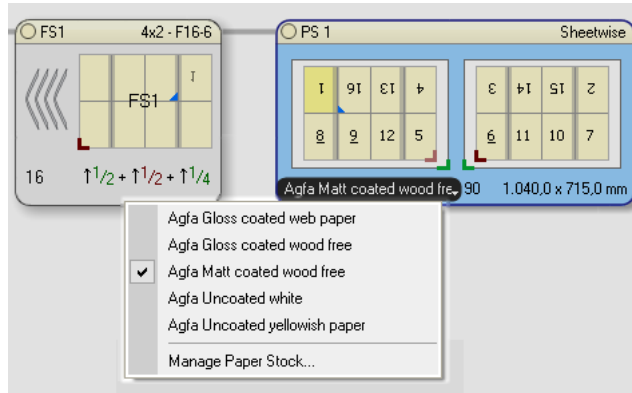 FS1 4x2 - F16-6
PS 1 Sheetwise
1
FS1
16 ↑1/2 + ↑1/2 + ↑1/4
1 16 13 4
8 9 12 5
3 14 15 2
6 11 10 7
Agfa Matt coated wood fre 90 1.040,0 x 715,0 mm
Agfa Gloss coated web paper
Agfa Gloss coated wood free
Agfa Matt coated wood free
Agfa Uncoated white
Agfa Uncoated yellowish paper
Manage Paper Stock...